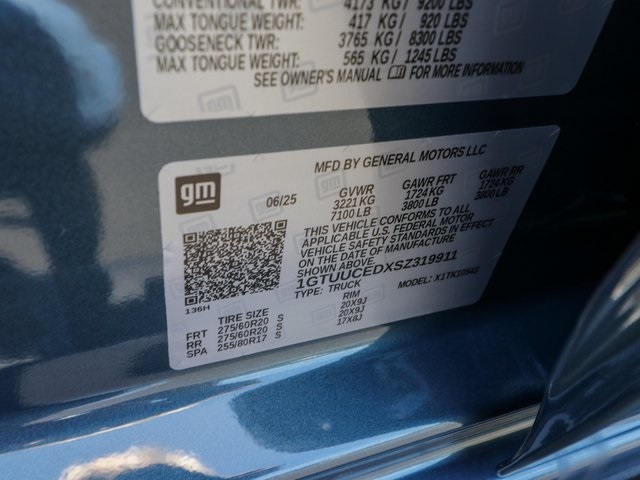 CONVENTIONAL TWR: 4173 KG / 9200 LBS
MAX TONGUE WEIGHT: 417 KG / 920 LBS
GOOSENECK TWR: 3765 KG / 8300 LBS
MAX TONGUE WEIGHT: 565 KG / 1245 LBS
SEE OWNER'S MANUAL FOR MORE INFORMATION
gm
MFD BY GENERAL MOTORS LLC
06/25 GVWR GAWR FRT GAWR RR
3221 KG 1724 KG 1724 KG
7100 LB 3800 LB 3800 LB
THIS VEHICLE CONFORMS TO ALL
APPLICABLE U.S. FEDERAL MOTOR
VEHICLE SAFETY STANDARDS IN EFFECT
ON THE DATE OF MANUFACTURE
SHOWN ABOVE.
1GTUUCEDXSZ319911
TYPE: TRUCK MODEL: X1TK10543
136H
TIRE SIZE RIM
FRT 275/60R20 S 20X9J
RR 275/60R20 S 20X9J
SPA 255/80R17 S 17X8J